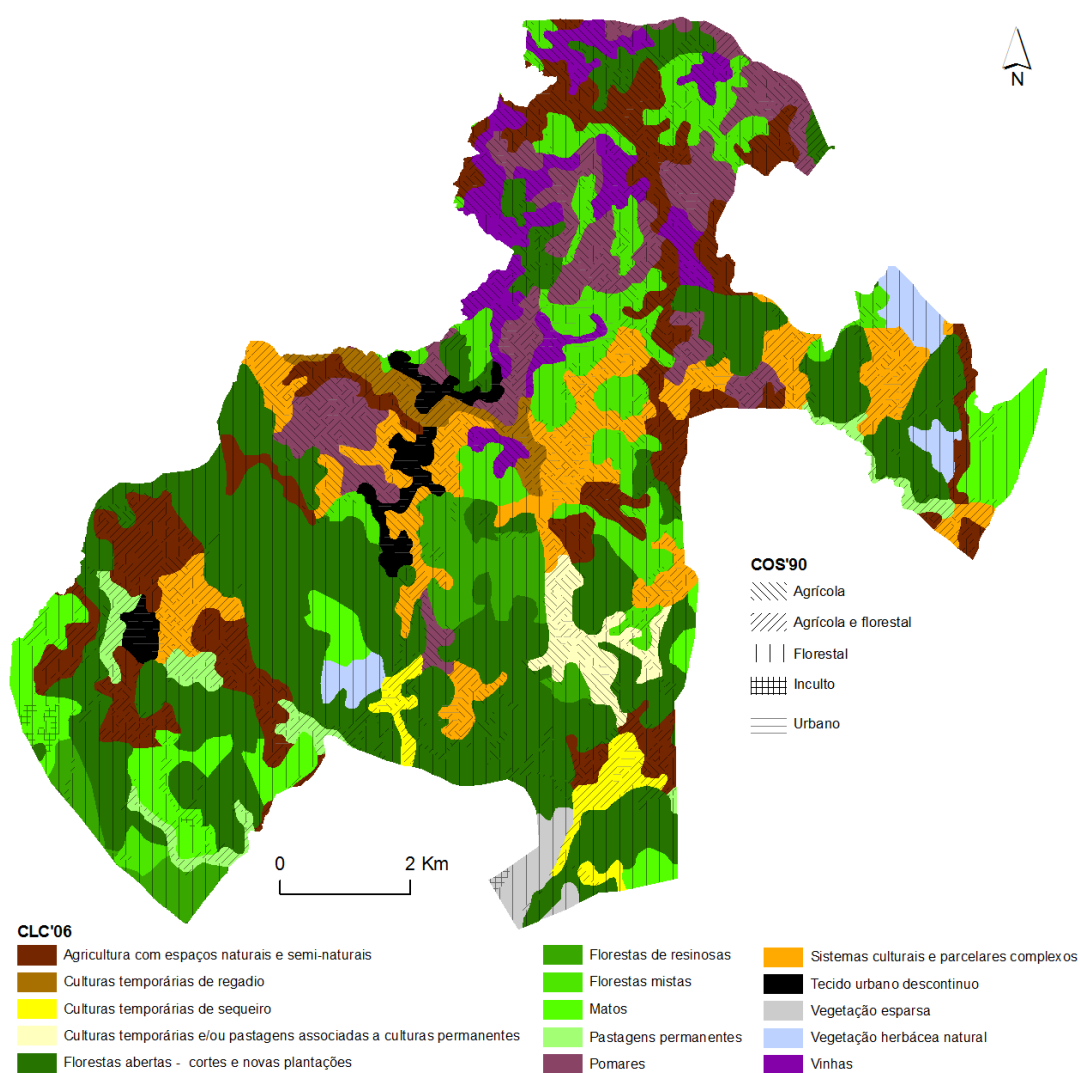 N
COS'90
Agrícola
Agrícola e florestal
Florestal
Inculto
Urbano
0 2 Km
CLC'06
Agricultura com espaços naturais e semi-naturais
Culturas temporárias de regadio
Culturas temporárias de sequeiro
Culturas temporárias e/ou pastagens associadas a culturas permanentes
Florestas abertas - cortes e novas plantações
Florestas de resinosas
Florestas mistas
Matos
Pastagens permanentes
Pomares
Sistemas culturais e parcelares complexos
Tecido urbano descontinuo
Vegetação esparsa
Vegetação herbácea natural
Vinhas